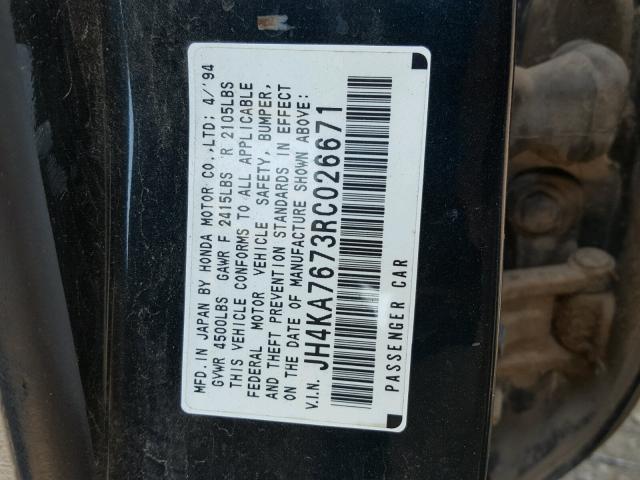 MFD. IN JAPAN BY HONDA MOTOR CO., LTD; 4/'94
GVWR 4500LBS GAWR F 2415LBS R 2105LBS
THIS VEHICLE CONFORMS TO ALL APPLICABLE
FEDERAL MOTOR VEHICLE SAFETY, BUMPER,
AND THEFT PREVENTION STANDARDS IN EFFECT
ON THE DATE OF MANUFACTURE SHOWN ABOVE:
V.I.N. JH4KA7673RC026671
PASSENGER CAR